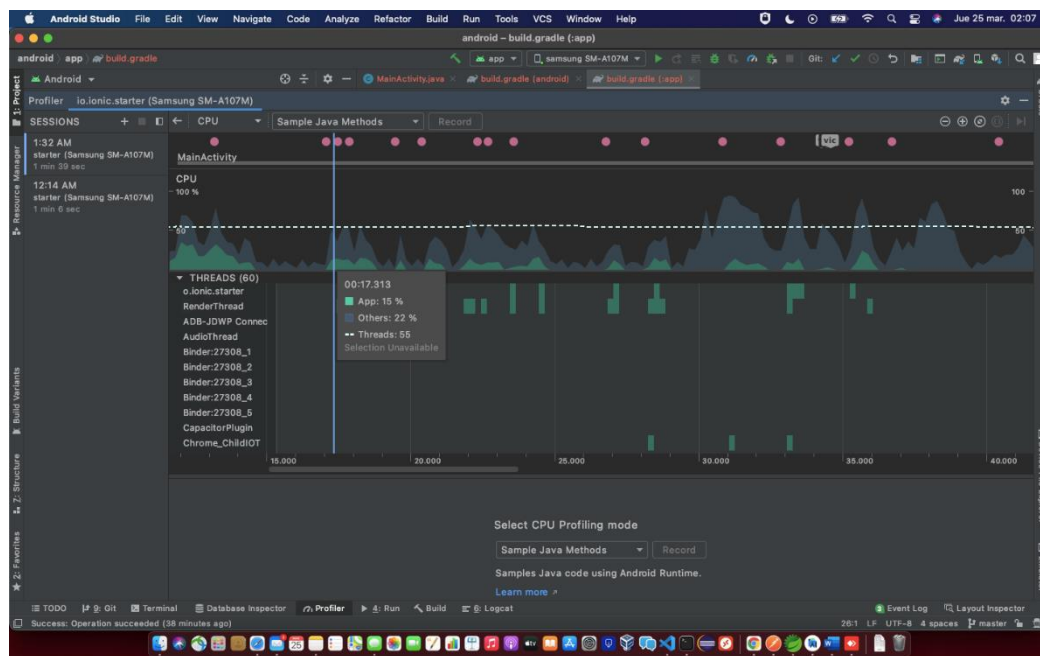 Android Studio File Edit View Navigate Code Analyze Refactor Build Run Tools VCS Window Help Jue 25 mar. 02:07
android – build.gradle (:app)
android app build.gradle app samsung SM-A107M Git:
Android MainActivity.java build.gradle (android) build.gradle (:app)
1: Project
Resource Manager
Build Variants
7: Structure
2: Favorites
Profiler io.ionic.starter (Samsung SM-A107M)
SESSIONS CPU Sample Java Methods Record
1:32 AM
starter (Samsung SM-A107M)
1 min 39 sec
12:14 AM
starter (Samsung SM-A107M)
1 min 6 sec
vic
MainActivity
CPU
100 % 100
50 50
THREADS (60)
o.ionic.starter
RenderThread
ADB-JDWP Connec
AudioThread
Binder:27308_1
Binder:27308_2
Binder:27308_3
Binder:27308_4
Binder:27308_5
CapacitorPlugin
Chrome_ChildIOT
00:17.313
App: 15 %
Others: 22 %
Threads: 55
Selection Unavailable
15.000 20.000 25.000 30.000 35.000 40.000
Select CPU Profiling mode
Sample Java Methods Record
Samples Java code using Android Runtime.
Learn more
TODO 9: Git Terminal Database Inspector Profiler 4: Run Build 6: Logcat Event Log Layout Inspector
Success: Operation succeeded (38 minutes ago) 26:1 LF UTF-8 4 spaces master